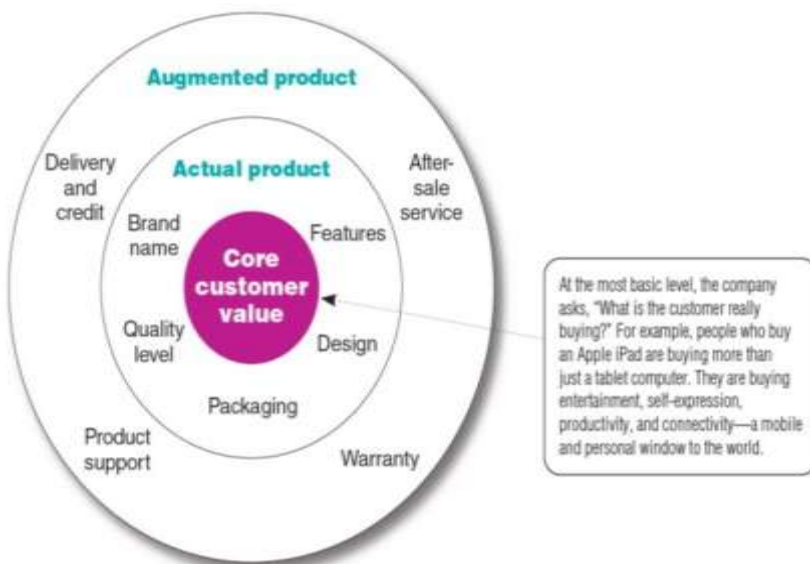 Augmented product
Delivery
and
credit
Actual product
After-
sale
service
Brand
name
Features
Core
customer
value
Quality
level
Design
Packaging
Product
support
Warranty
At the most basic level, the company
asks, “What is the customer really
buying?” For example, people who buy
an Apple iPad are buying more than
just a tablet computer. They are buying
entertainment, self-expression,
productivity, and connectivity—a mobile
and personal window to the world.